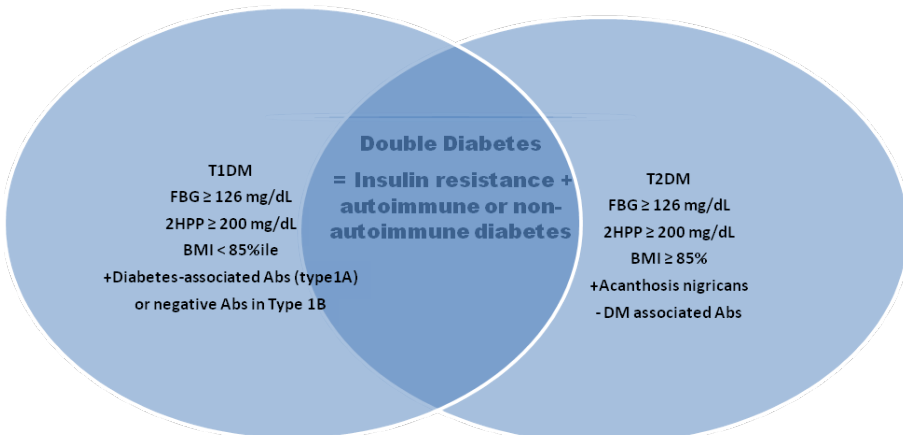 T1DM
FBG ≥ 126 mg/dL
2HPP ≥ 200 mg/dL
BMI < 85%ile
+Diabetes-associated Abs (type1A)
or negative Abs in Type 1B
Double Diabetes
= Insulin resistance +
autoimmune or non-
autoimmune diabetes
T2DM
FBG ≥ 126 mg/dL
2HPP ≥ 200 mg/dL
BMI ≥ 85%
+Acanthosis nigricans
- DM associated Abs